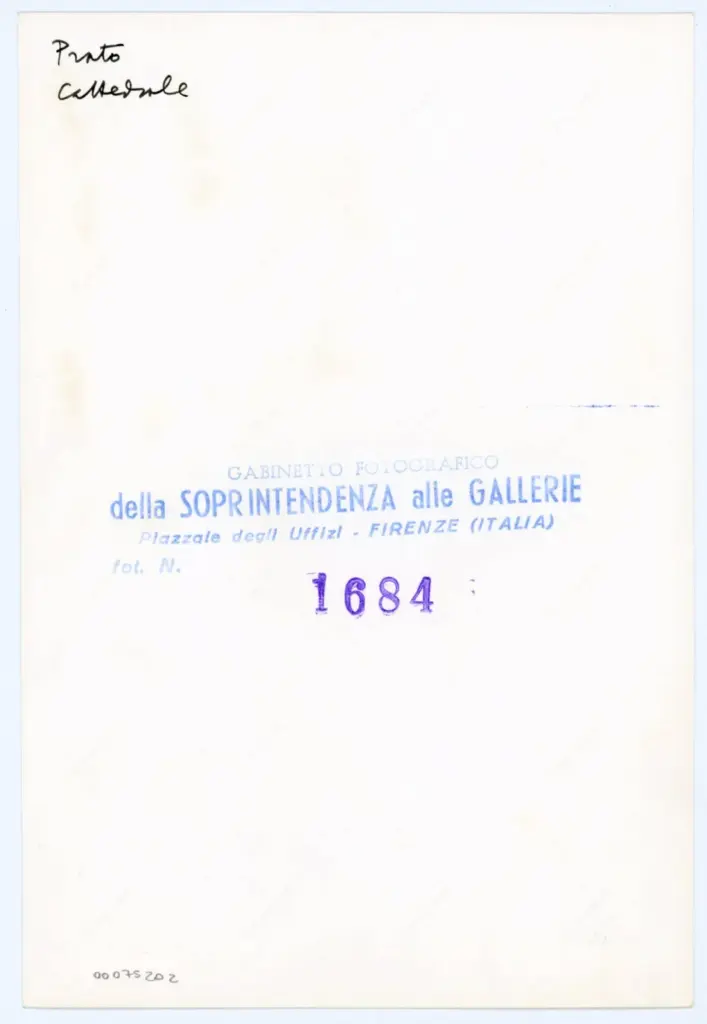 Prato
Cattedrale
GABINETTO FOTOGRAFICO
della SOPRINTENDENZA alle GALLERIE
Piazzale degli Uffizi - FIRENZE (ITALIA)
fot. N.
1684
00075202